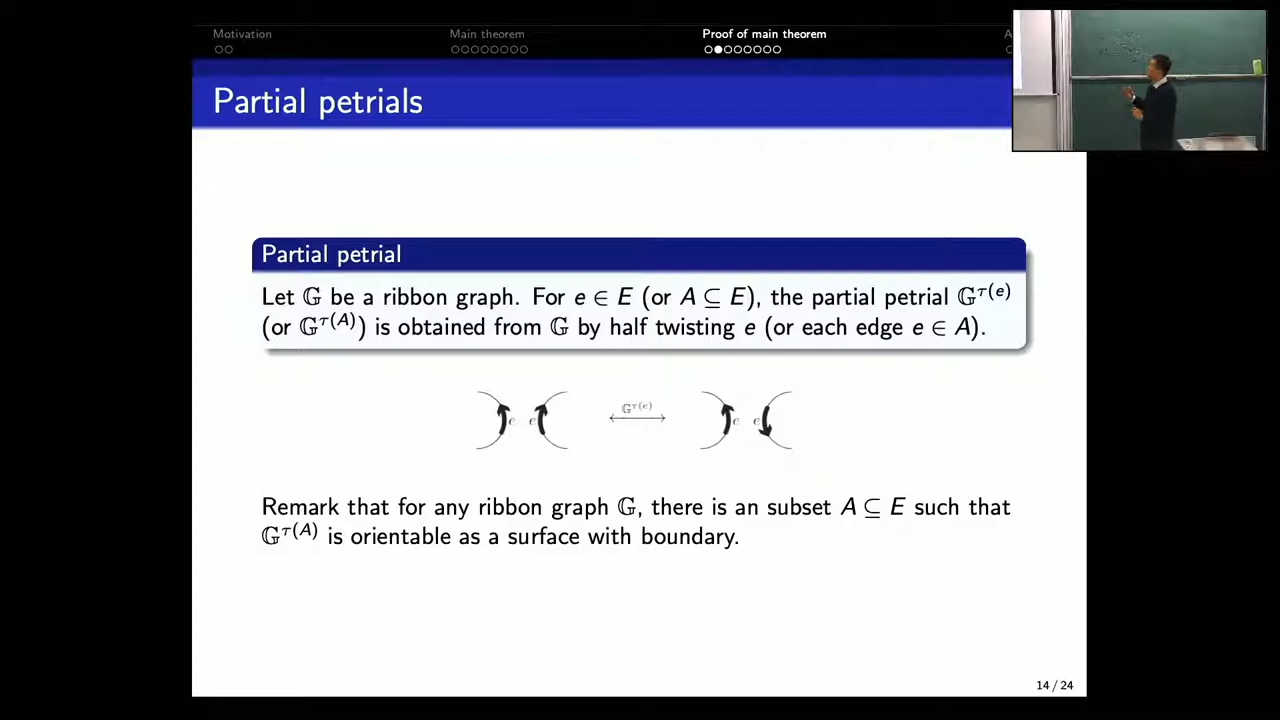 Motivation Main theorem Proof of main theorem A
Partial petrials
Partial petrial
Let 𝔾 be a ribbon graph. For e ∈ E (or A ⊆ E), the partial petrial 𝔾^τ(e)
(or 𝔾^τ(A)) is obtained from 𝔾 by half twisting e (or each edge e ∈ A).
e e 𝔾^τ(e) e e
Remark that for any ribbon graph 𝔾, there is an subset A ⊆ E such that
𝔾^τ(A) is orientable as a surface with boundary.
14 / 24